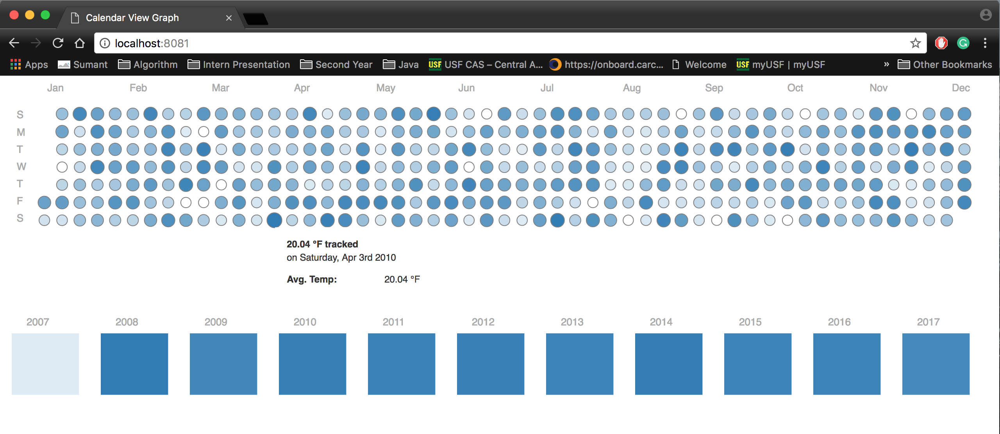 Calendar View Graph
localhost:8081
Apps Sumant Algorithm Intern Presentation Second Year Java USF USF CAS – Central A... https://onboard.carc... Welcome USF myUSF | myUSF » Other Bookmarks
Jan Feb Mar Apr May Jun Jul Aug Sep Oct Nov Dec
S
M
T
W
T
F
S
20.04 °F tracked
on Saturday, Apr 3rd 2010
Avg. Temp: 20.04 °F
2007 2008 2009 2010 2011 2012 2013 2014 2015 2016 2017